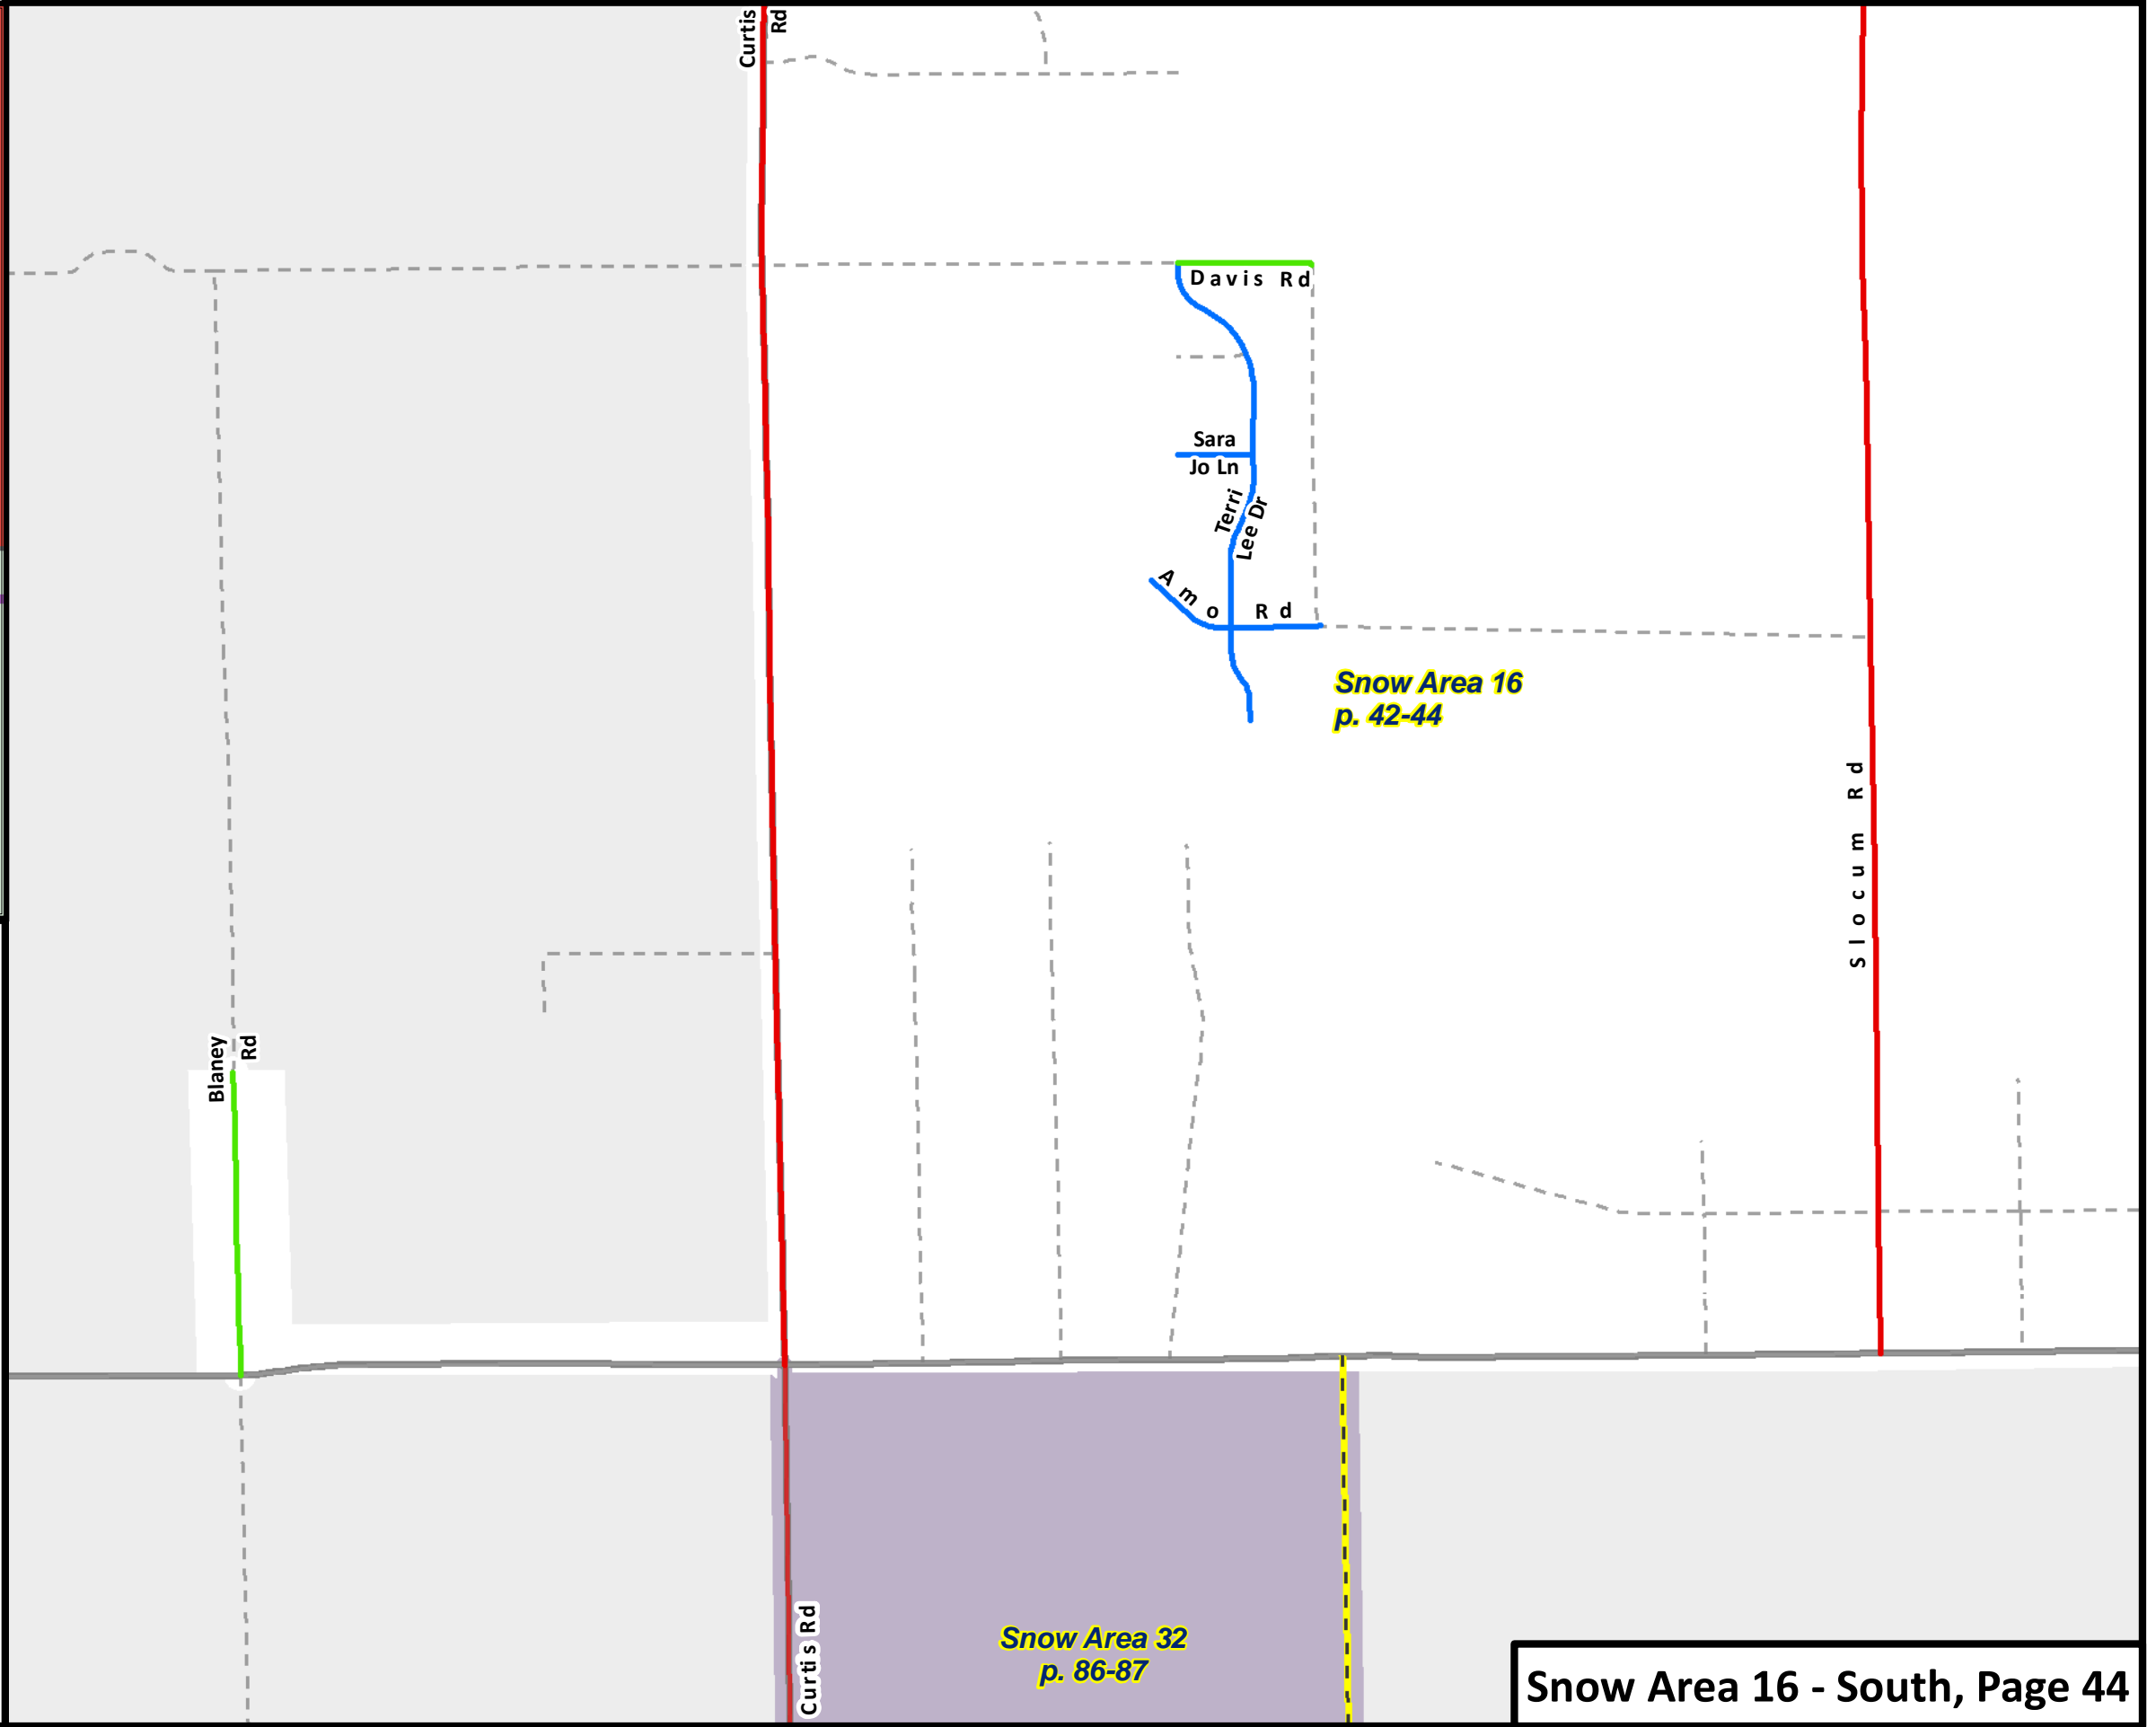 Curtis
Rd
Davis Rd
Sara
Jo Ln
Terri
Lee Dr
Amo Rd
Snow Area 16
p. 42-44
Slocum Rd
Blaney
Rd
Curtis Rd
Snow Area 32
p. 86-87
Snow Area 16 - South, Page 44